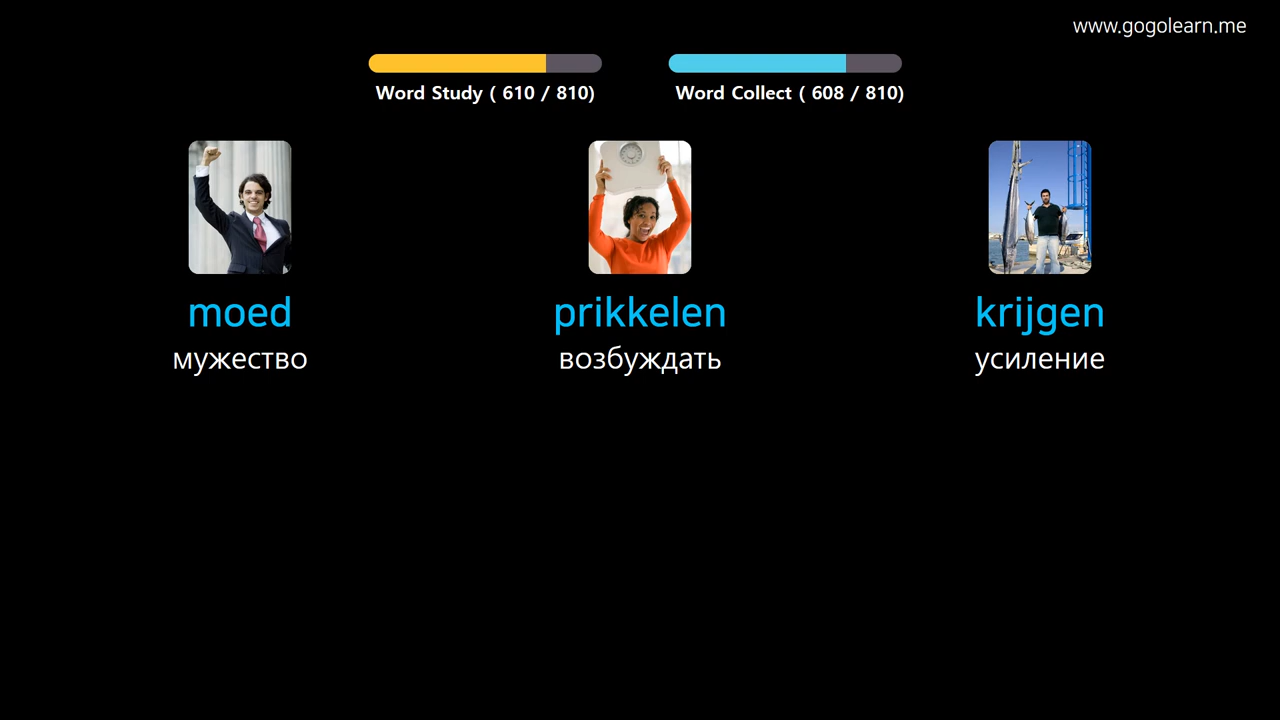 www.gogolearn.me
Word Study ( 610 / 810)
Word Collect ( 608 / 810)
moed
prikkelen
krijgen
мужество
возбуждать
усиление